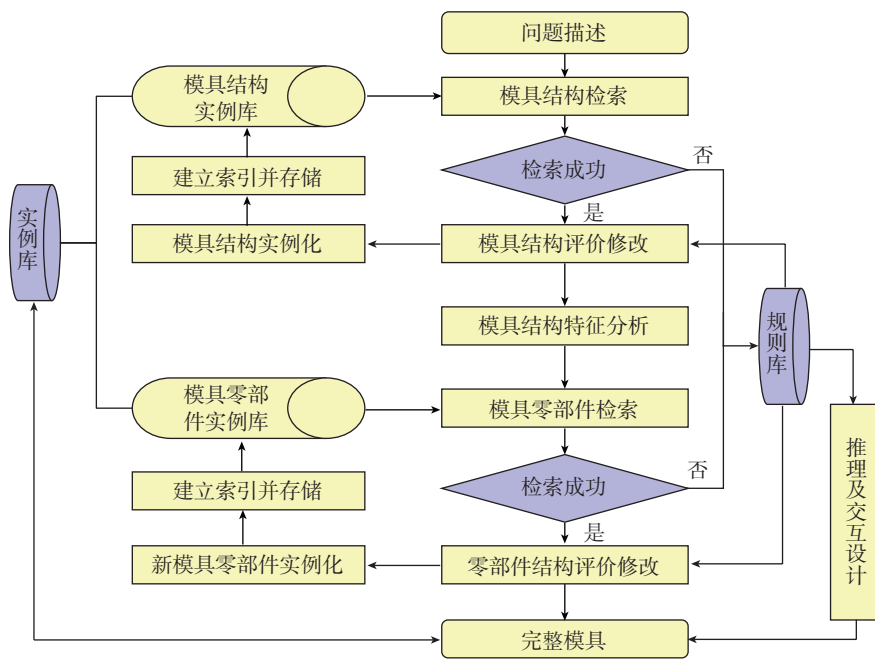 问题描述
模具结构
实例库
模具结构检索
检索成功
否
是
建立索引并存储
模具结构实例化
模具结构评价修改
实例库
模具结构特征分析
规则库
模具零部
件实例库
模具零部件检索
检索成功
否
是
建立索引并存储
新模具零部件实例化
零部件结构评价修改
推理及交互设计
完整模具